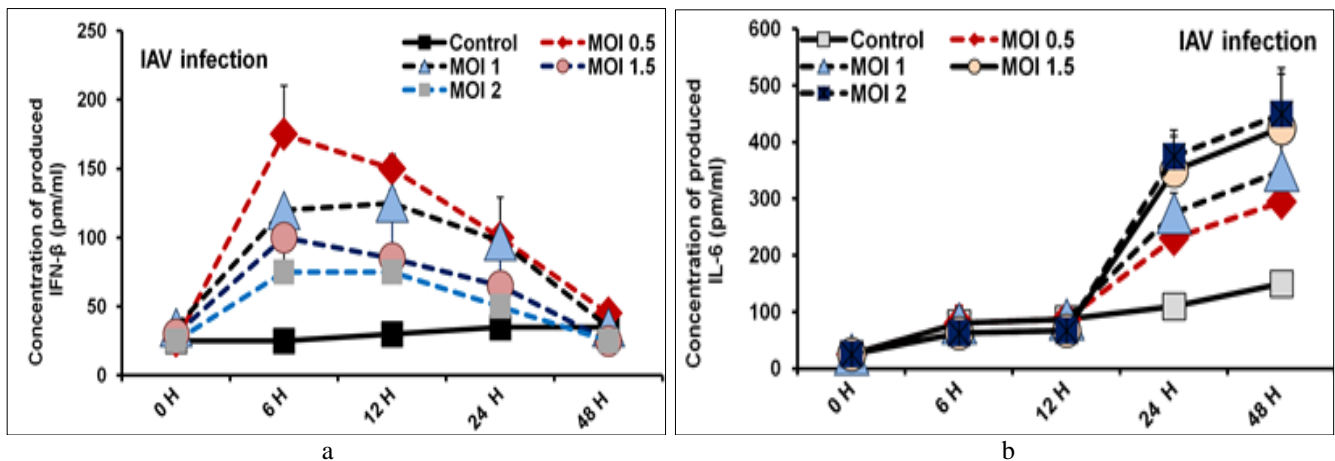 250
200
150
100
50
0
Concentration of produced
IFN-β (pm/ml)
IAV infection
Control
MOI 0.5
MOI 1
MOI 1.5
MOI 2
0 H
6 H
12 H
24 H
48 H
a
600
500
400
300
200
100
0
Concentration of produced
IL-6 (pm/ml)
Control
MOI 0.5
IAV infection
MOI 1
MOI 1.5
MOI 2
0 H
6 H
12 H
24 H
48 H
b